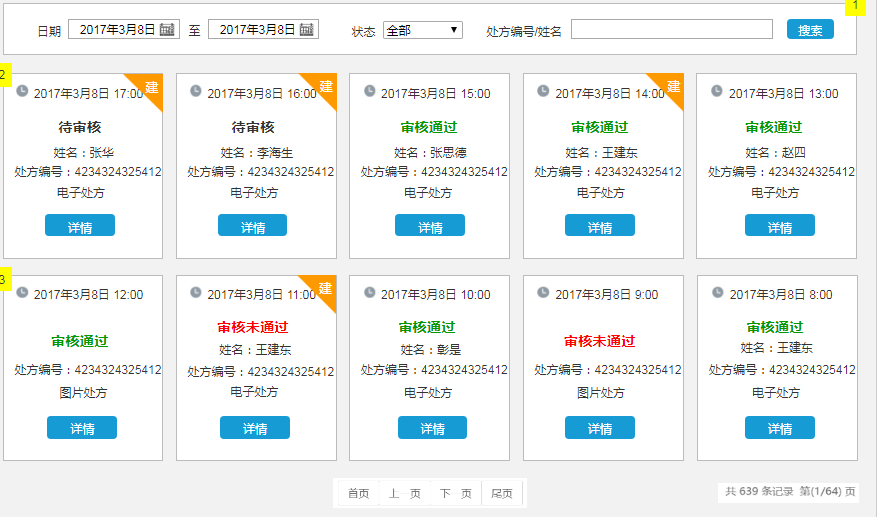 1
日期 2017年3月8日 至 2017年3月8日 状态 全部 处方编号/姓名 搜索
2
2017年3月8日 17:00 建
待审核
姓名：张华
处方编号：4234324325412
电子处方
详情
2017年3月8日 16:00 建
待审核
姓名：李海生
处方编号：4234324325412
电子处方
详情
2017年3月8日 15:00
审核通过
姓名：张思德
处方编号：4234324325412
电子处方
详情
2017年3月8日 14:00 建
审核通过
姓名：王建东
处方编号：4234324325412
电子处方
详情
2017年3月8日 13:00
审核通过
姓名：赵四
处方编号：4234324325412
电子处方
详情
3
2017年3月8日 12:00
审核通过
处方编号：4234324325412
图片处方
详情
2017年3月8日 11:00 建
审核未通过
姓名：王建东
处方编号：4234324325412
电子处方
详情
2017年3月8日 10:00
审核通过
姓名：彰是
处方编号：4234324325412
电子处方
详情
2017年3月8日 9:00
审核未通过
处方编号：4234324325412
图片处方
详情
2017年3月8日 8:00
审核通过
姓名：王建东
处方编号：4234324325412
电子处方
详情
首页 上一页 下一页 尾页
共 639 条记录 第(1/64) 页